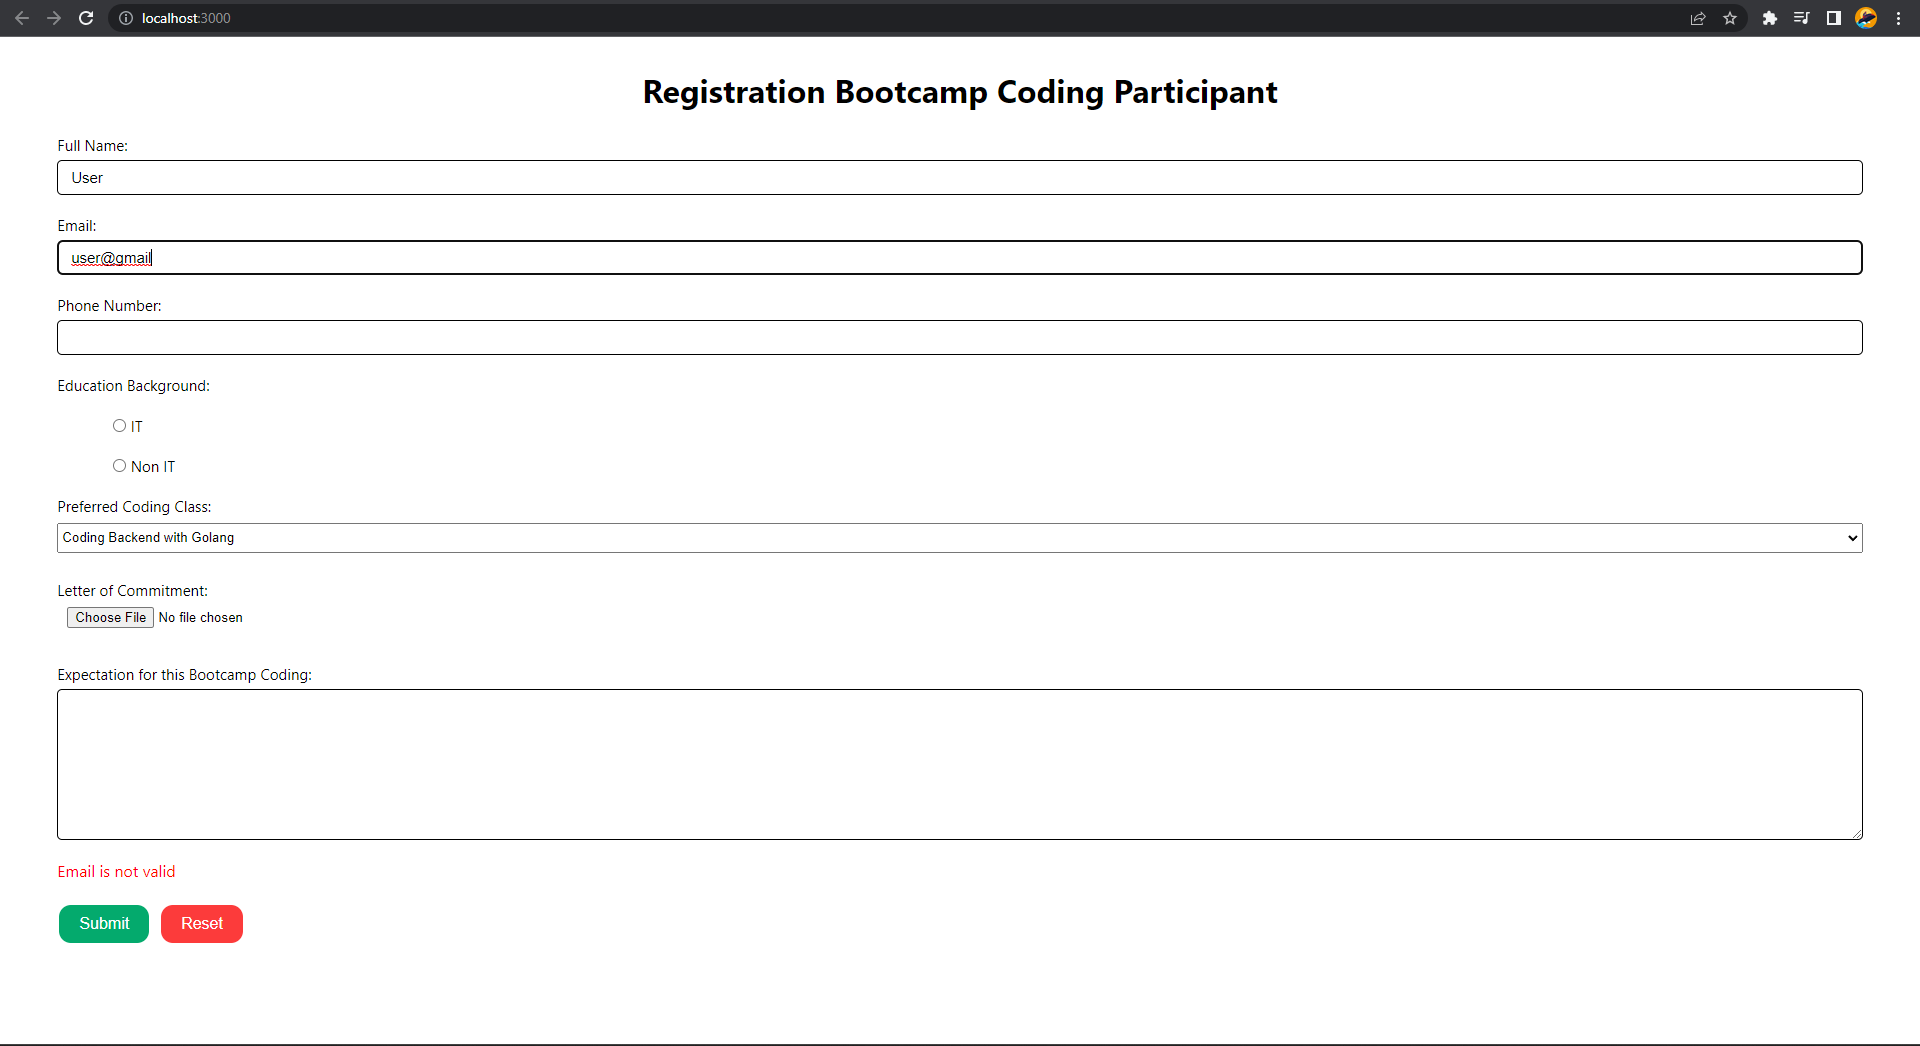 localhost:3000
Registration Bootcamp Coding Participant
Full Name:
User
Email:
user@gmail
Phone Number:
Education Background:
IT
Non IT
Preferred Coding Class:
Coding Backend with Golang
Letter of Commitment:
Choose File No file chosen
Expectation for this Bootcamp Coding:
Email is not valid
Submit Reset